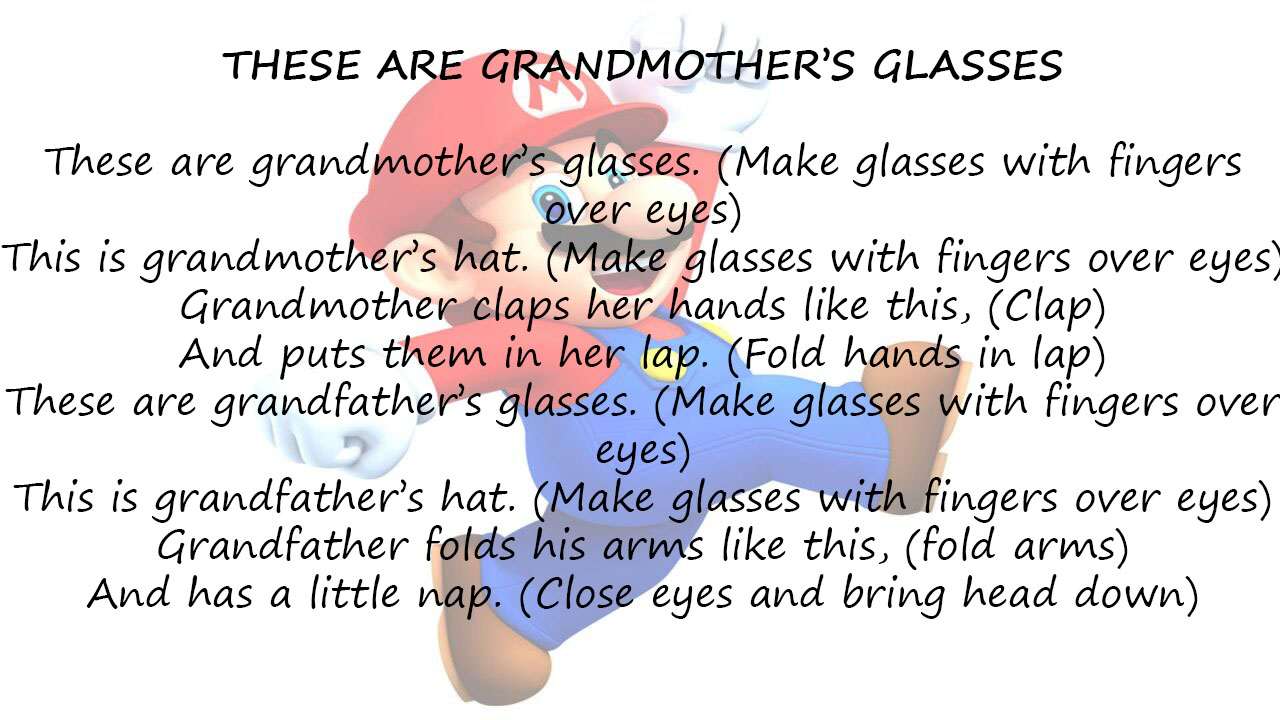 THESE ARE GRANDMOTHER’S GLASSES
These are grandmother’s glasses. (Make glasses with fingers
over eyes)
This is grandmother’s hat. (Make glasses with fingers over eyes)
Grandmother claps her hands like this, (Clap)
And puts them in her lap. (Fold hands in lap)
These are grandfather’s glasses. (Make glasses with fingers over
eyes)
This is grandfather’s hat. (Make glasses with fingers over eyes)
Grandfather folds his arms like this, (fold arms)
And has a little nap. (Close eyes and bring head down)
M